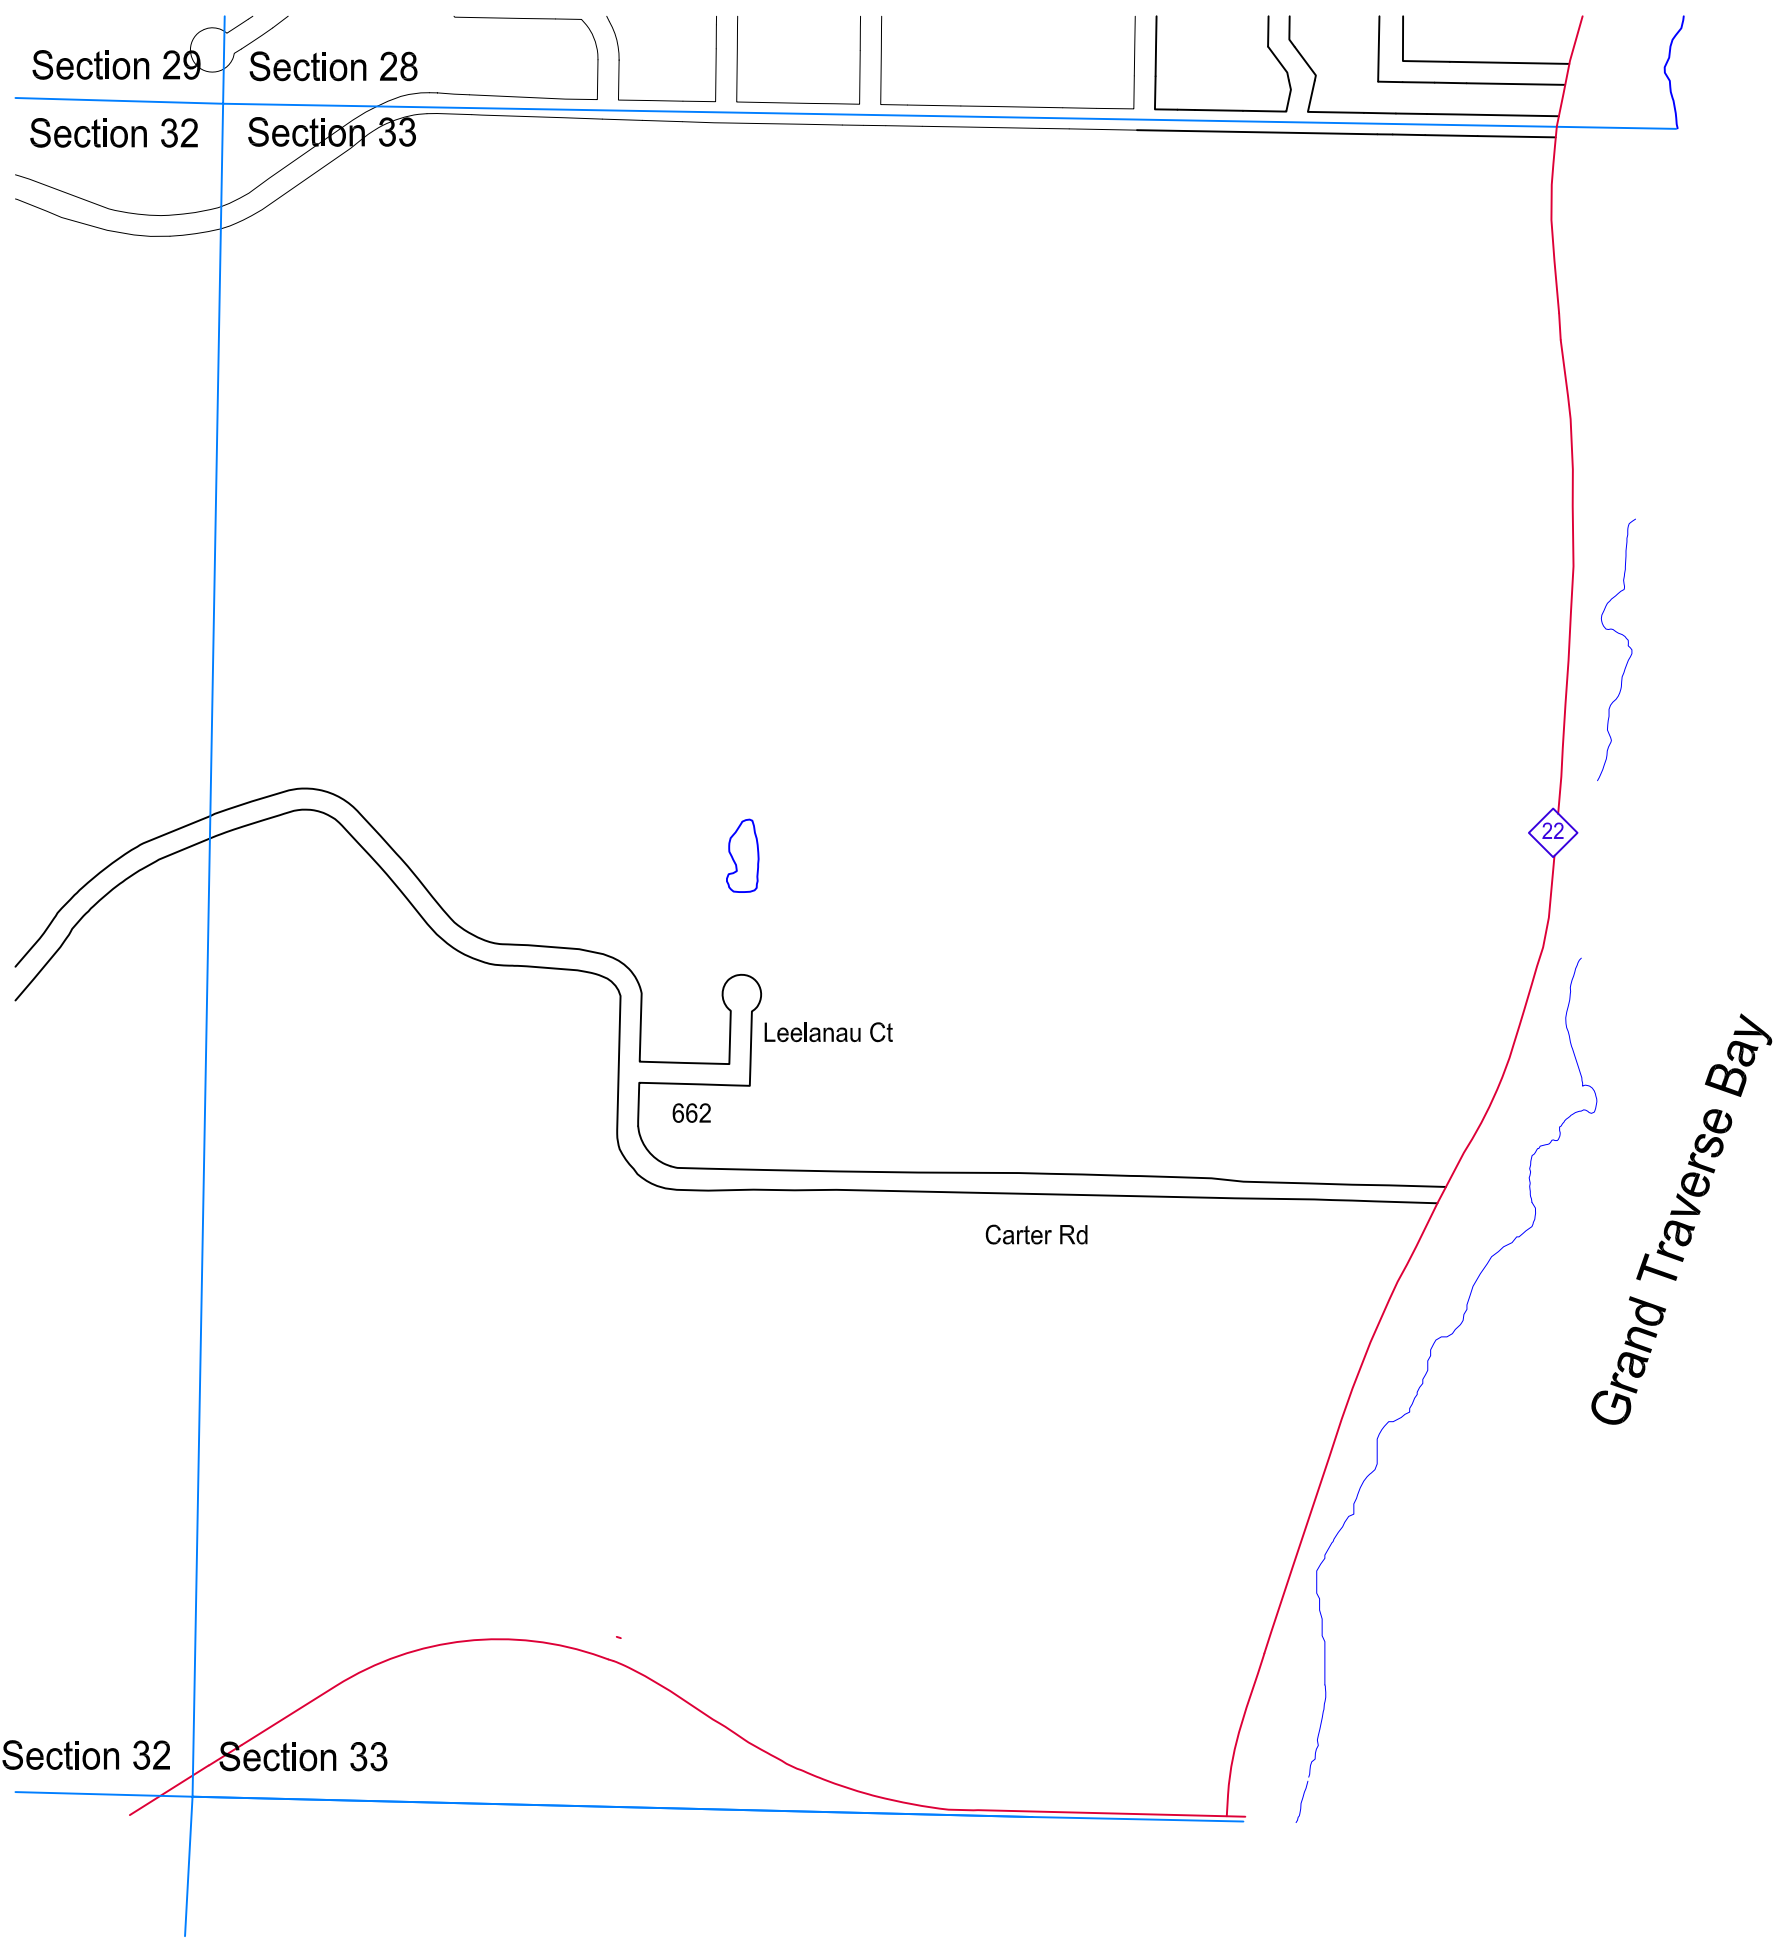 Section 29
Section 28
Section 32
Section 33
22
Leelanau Ct
662
Carter Rd
Grand Traverse Bay
Section 32
Section 33